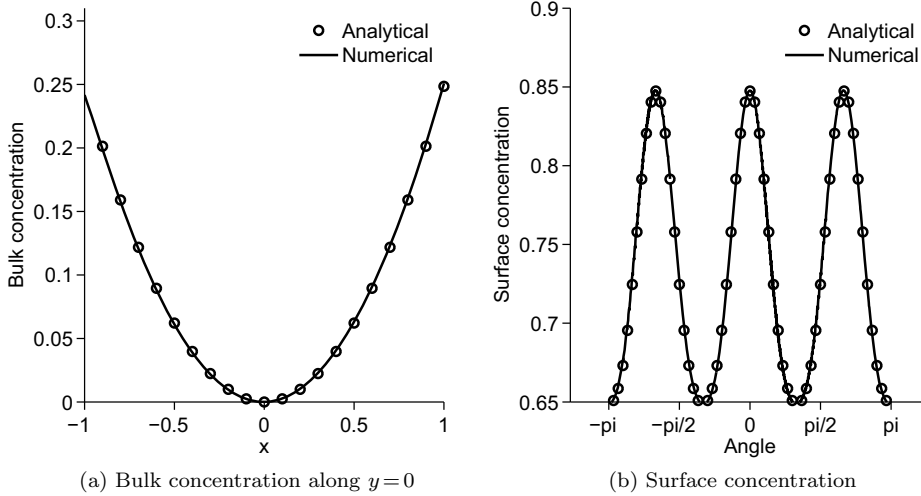 0.3
0.25
0.2
0.15
0.1
0.05
0
−1
−0.5
0
0.5
1
x
Bulk concentration
Analytical
Numerical
(a) Bulk concentration along y=0
0.9
0.85
0.8
0.75
0.7
0.65
−pi
−pi/2
0
pi/2
pi
Angle
Surface concentration
Analytical
Numerical
(b) Surface concentration